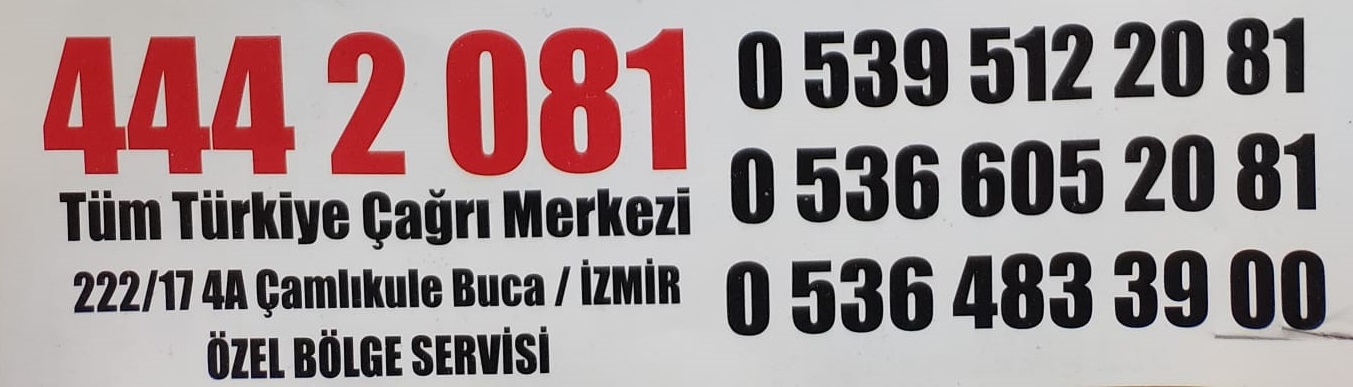 444 2 081
Tüm Türkiye Çağrı Merkezi
222/17 4A Çamlıkule Buca / İZMİR
ÖZEL BÖLGE SERVİSİ
0 539 512 20 81
0 536 605 20 81
0 536 483 39 00